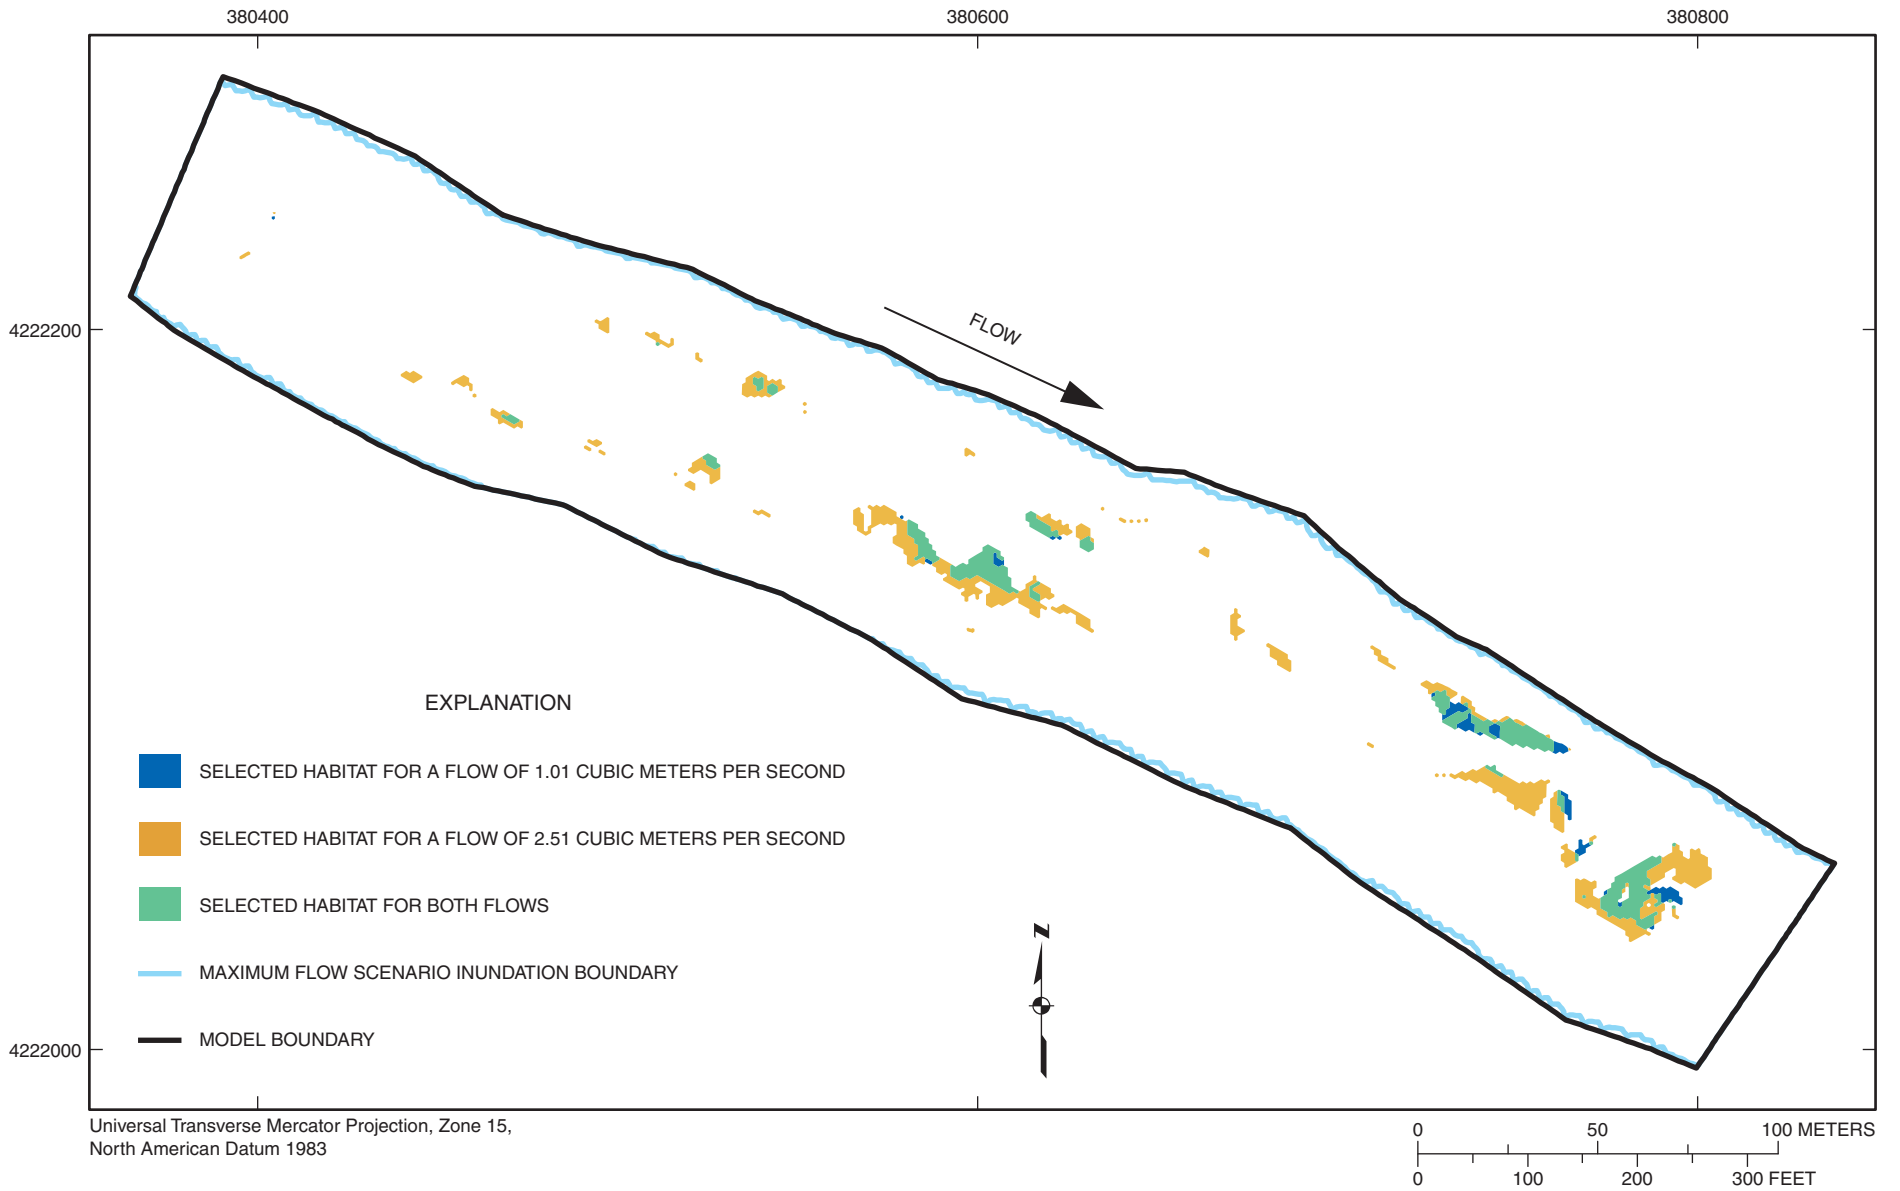 380400
380600
380800
4222200
FLOW
EXPLANATION
SELECTED HABITAT FOR A FLOW OF 1.01 CUBIC METERS PER SECOND
SELECTED HABITAT FOR A FLOW OF 2.51 CUBIC METERS PER SECOND
SELECTED HABITAT FOR BOTH FLOWS
N
MAXIMUM FLOW SCENARIO INUNDATION BOUNDARY
MODEL BOUNDARY
4222000
Universal Transverse Mercator Projection, Zone 15,
North American Datum 1983
0 50 100 METERS
0 100 200 300 FEET